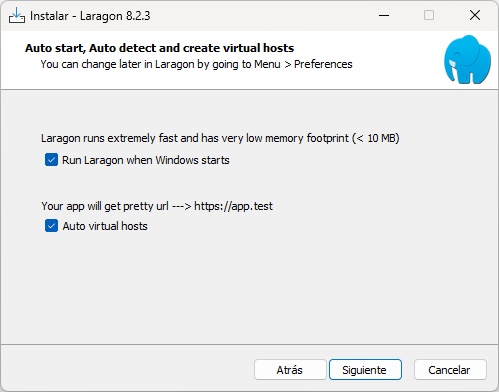 Instalar - Laragon 8.2.3
Auto start, Auto detect and create virtual hosts
You can change later in Laragon by going to Menu > Preferences
Laragon runs extremely fast and has very low memory footprint (< 10 MB)
Run Laragon when Windows starts
Your app will get pretty url ---> https://app.test
Auto virtual hosts
Atrás
Siguiente
Cancelar